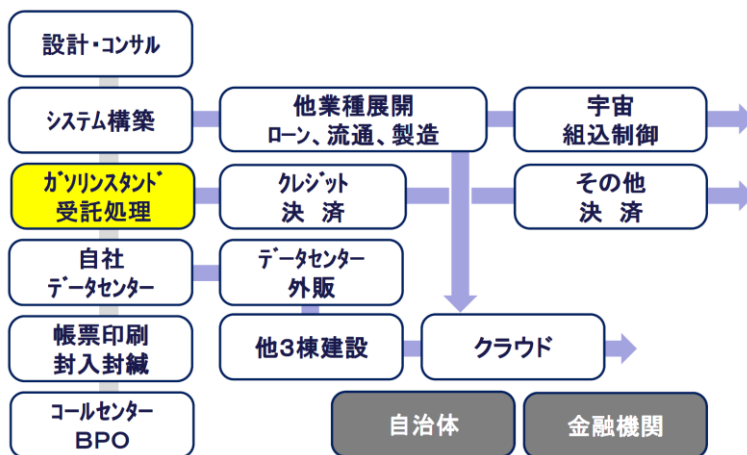 設計・コンサル
システム構築
他業種展開
ローン、流通、製造
宇宙
組込制御
ガソリンスタンド
受託処理
クレジット
決 済
その他
決 済
自社
データセンター
データセンター
外販
帳票印刷
封入封緘
他3棟建設
クラウド
コールセンター
BPO
自治体
金融機関